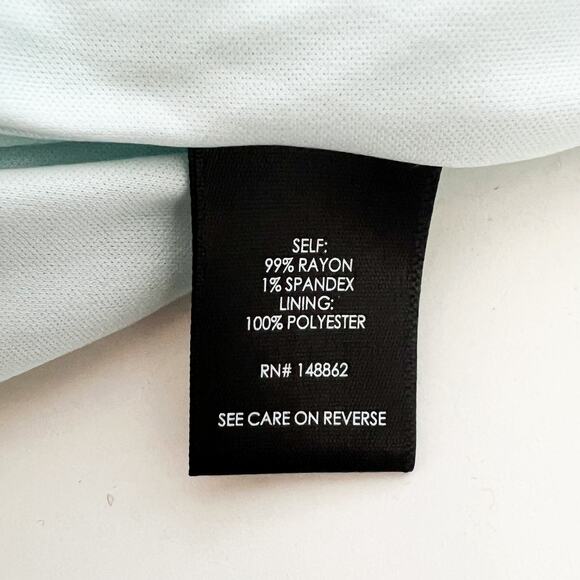 SELF:
99% RAYON
1% SPANDEX
LINING:
100% POLYESTER
RN# 148862
SEE CARE ON REVERSE